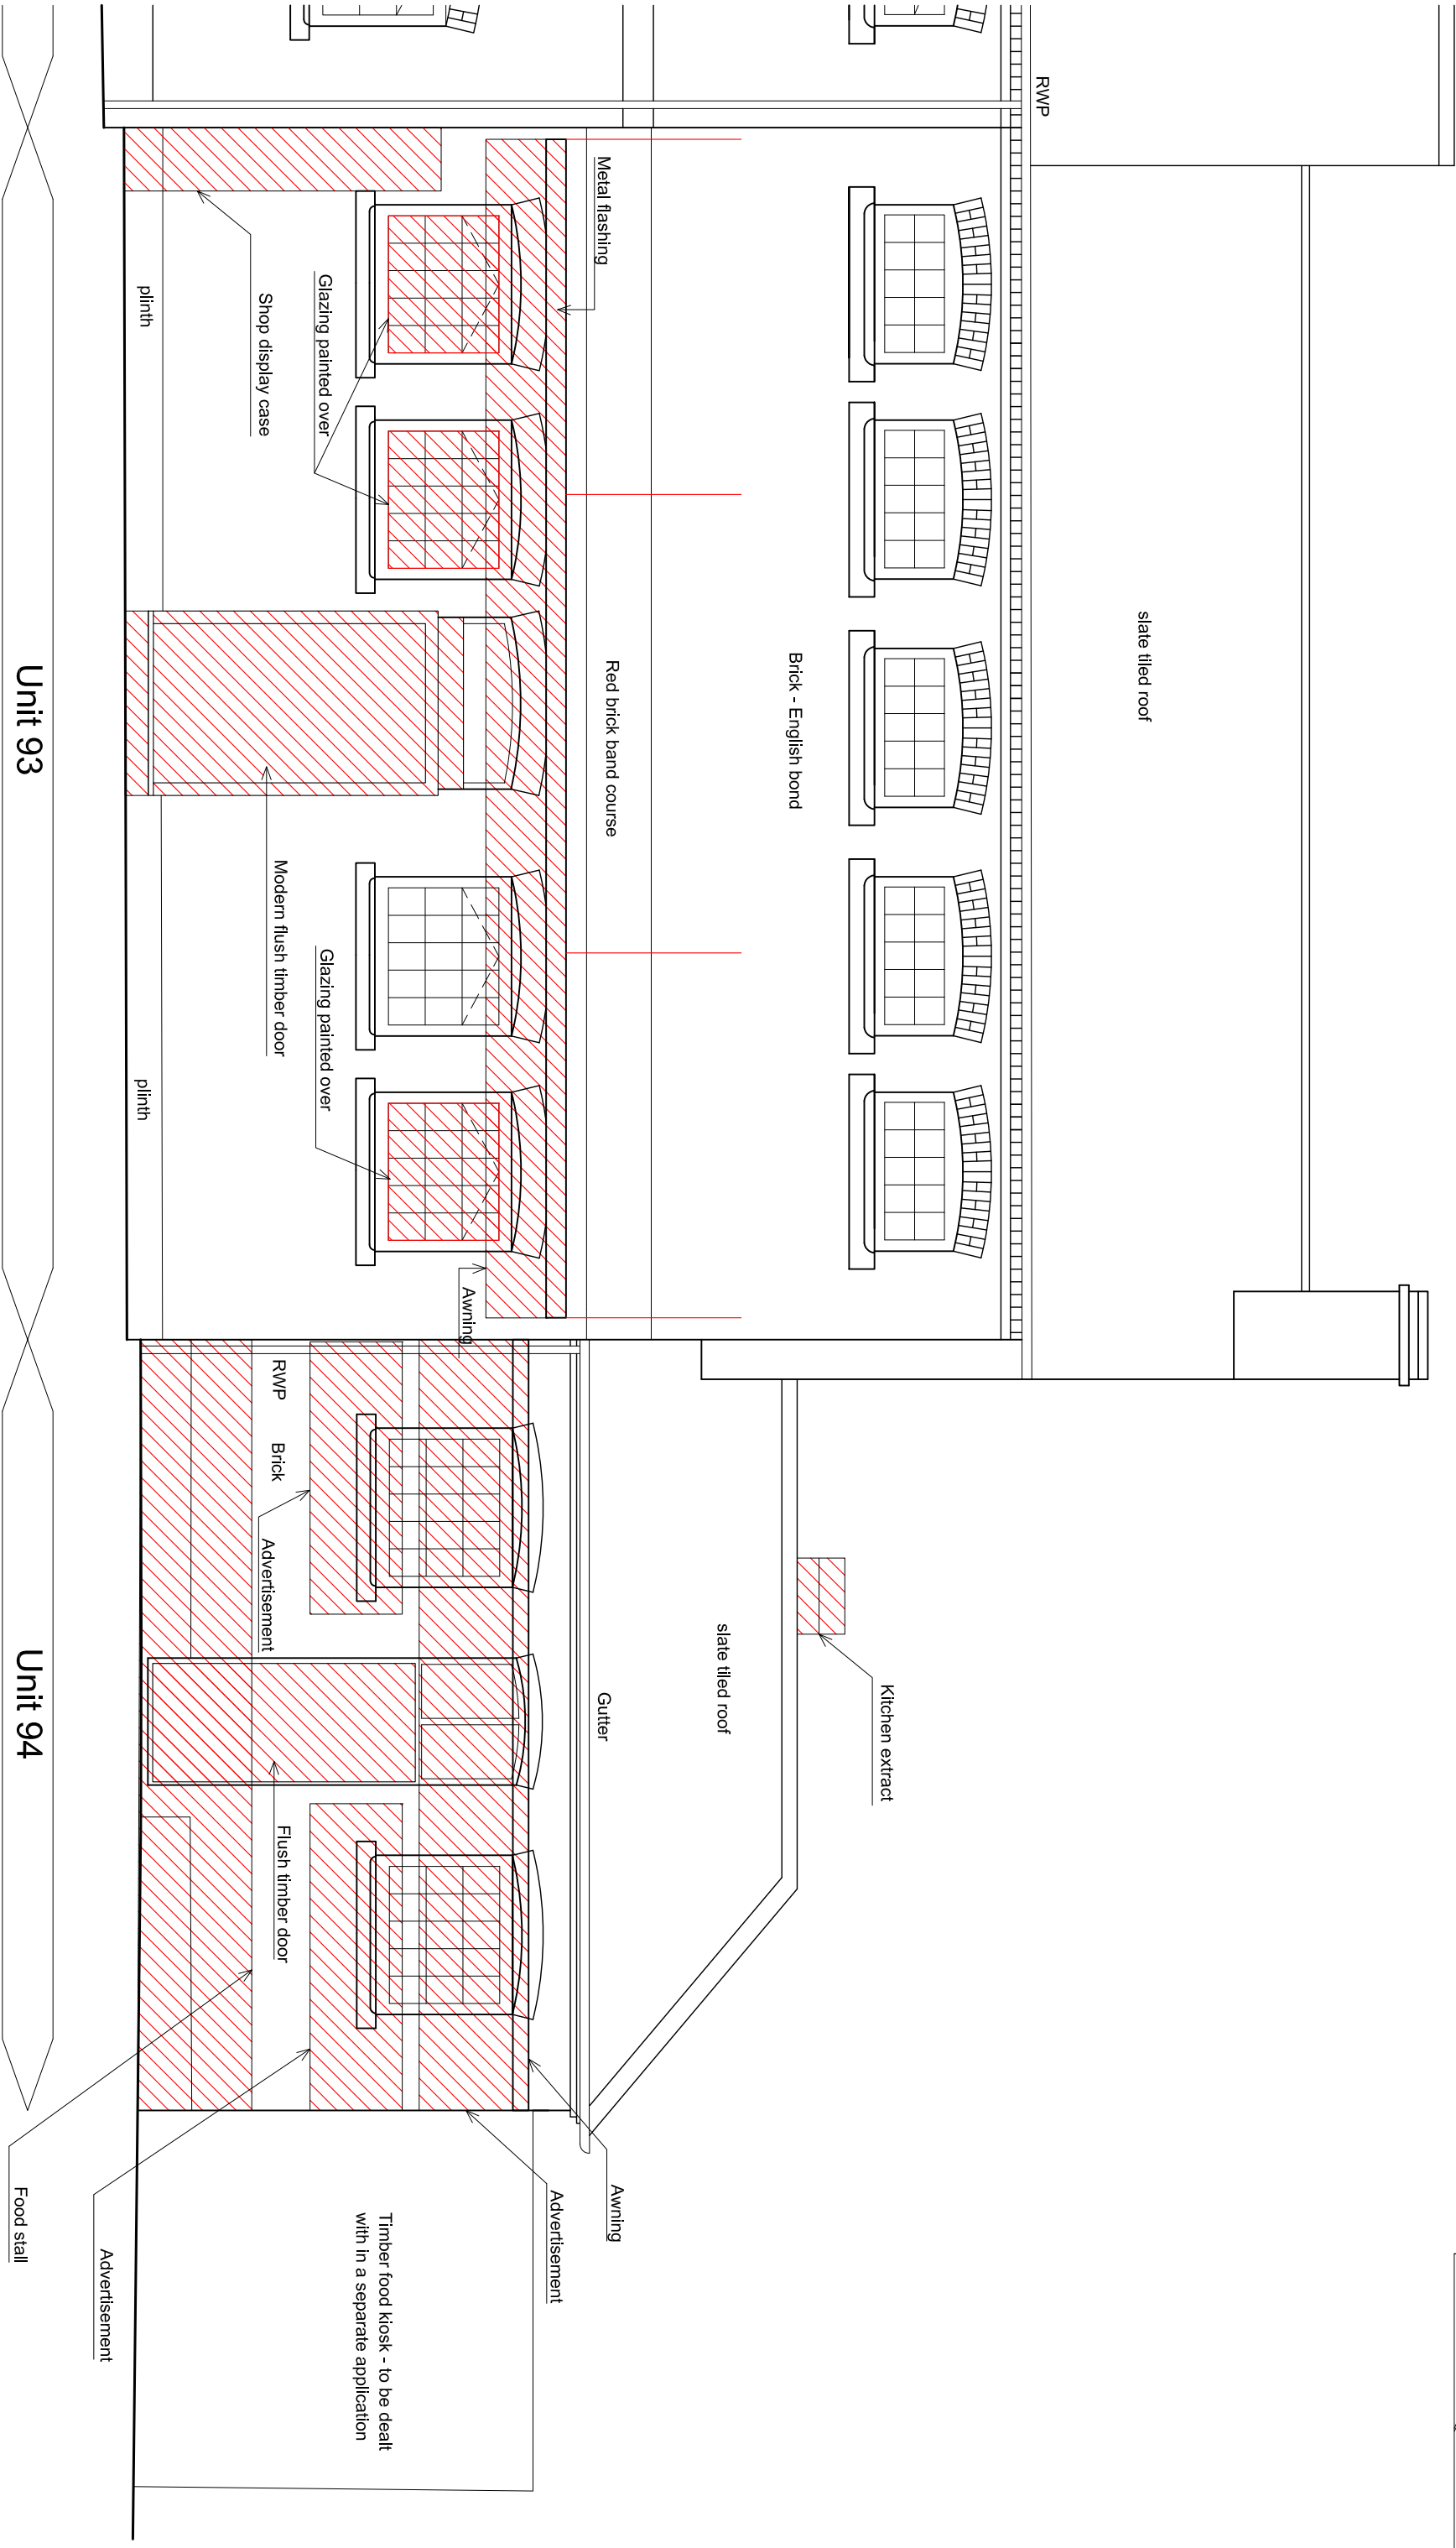 RWP
slate tiled roof
Brick - English bond
Metal flashing
Red brick band course
Glazing painted over
Shop display case
plinth
Modern flush timber door
Glazing painted over
plinth
Awning
Kitchen extract
slate tiled roof
Gutter
RWP
Brick
Advertisement
Flush timber door
Awning
Advertisement
Timber food kiosk - to be dealt
with in a separate application
Advertisement
Food stall
Unit 93
Unit 94